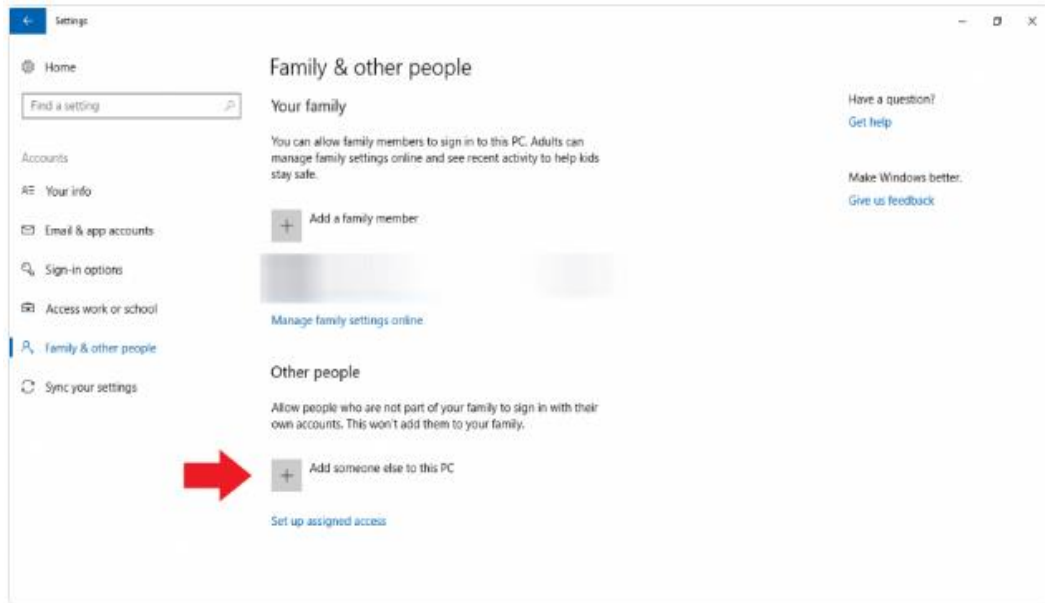 Settings
Home
Find a setting
Accounts
Your info
Email & app accounts
Sign-in options
Access work or school
Family & other people
Sync your settings
Family & other people
Your family
You can allow family members to sign in to this PC. Adults can
manage family settings online and see recent activity to help kids
stay safe.
Add a family member
Manage family settings online
Other people
Allow people who are not part of your family to sign in with their
own accounts. This won't add them to your family.
Add someone else to this PC
Set up assigned access
Have a question?
Get help
Make Windows better.
Give us feedback